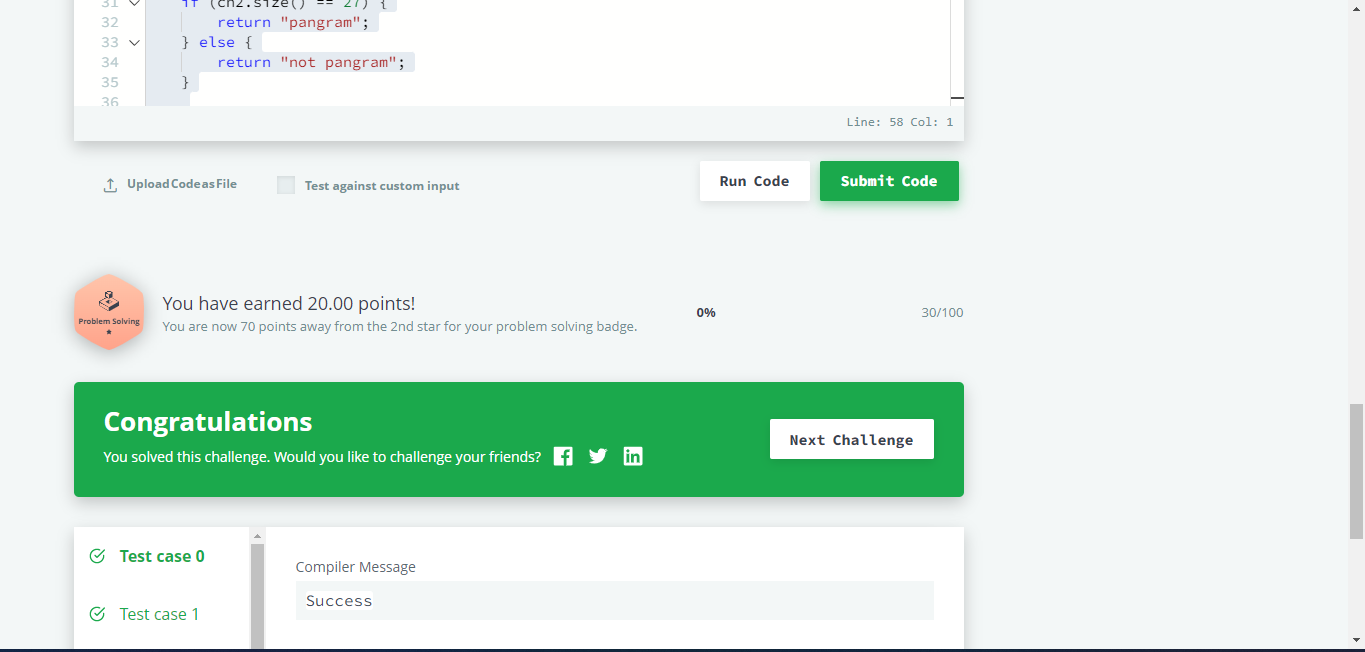 31 if (ch2.size() == 27) {
32 return "pangram";
33 } else {
34 return "not pangram";
35 }
36
Line: 58 Col: 1
Upload Code as File
Test against custom input
Run Code
Submit Code
Problem Solving
You have earned 20.00 points!
You are now 70 points away from the 2nd star for your problem solving badge.
0%
30/100
Congratulations
You solved this challenge. Would you like to challenge your friends?
Next Challenge
Test case 0
Test case 1
Compiler Message
Success